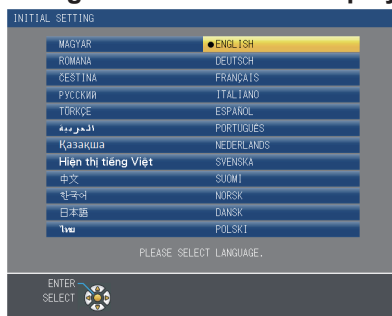 INITIAL SETTING
MAGYAR ●ENGLISH
ROMANA DEUTSCH
ČEŠTINA FRANÇAIS
РУССКИЙ ITALIANO
TÜRKÇE ESPAÑOL
العربية PORTUGUÊS
Қазақша NEDERLANDS
Hiện thị tiếng Việt SVENSKA
中文 SUOMI
한국어 NORSK
日本語 DANSK
ไทย POLSKI
PLEASE SELECT LANGUAGE.
ENTER
SELECT